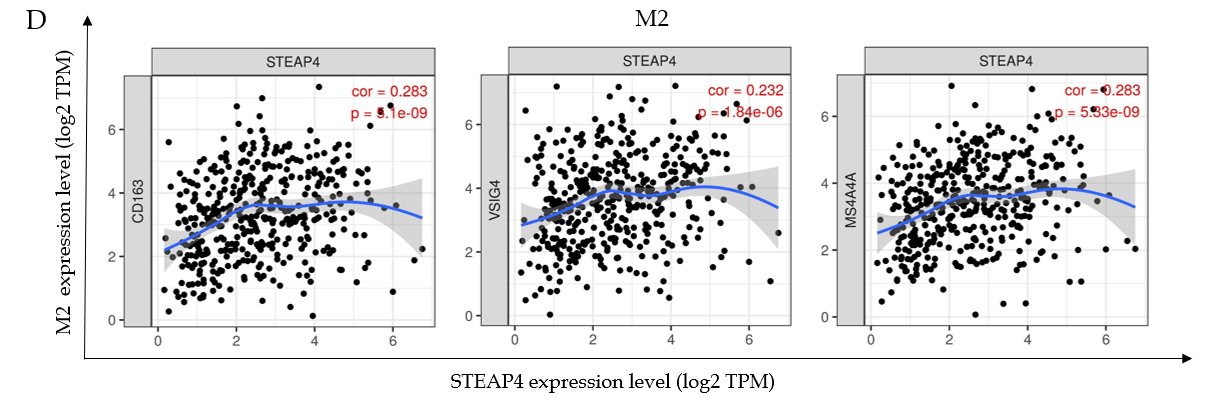 D
M2
M2 expression level (log2 TPM)
STEAP4
CD163
cor = 0.283
p = 5.1e-09
6
4
2
0
0 2 4 6
STEAP4
VSIG4
cor = 0.232
p = 1.84e-06
6
4
2
0
0 2 4 6
STEAP4
MS4A4A
cor = 0.283
p = 5.33e-09
6
4
2
0
0 2 4 6
STEAP4 expression level (log2 TPM)